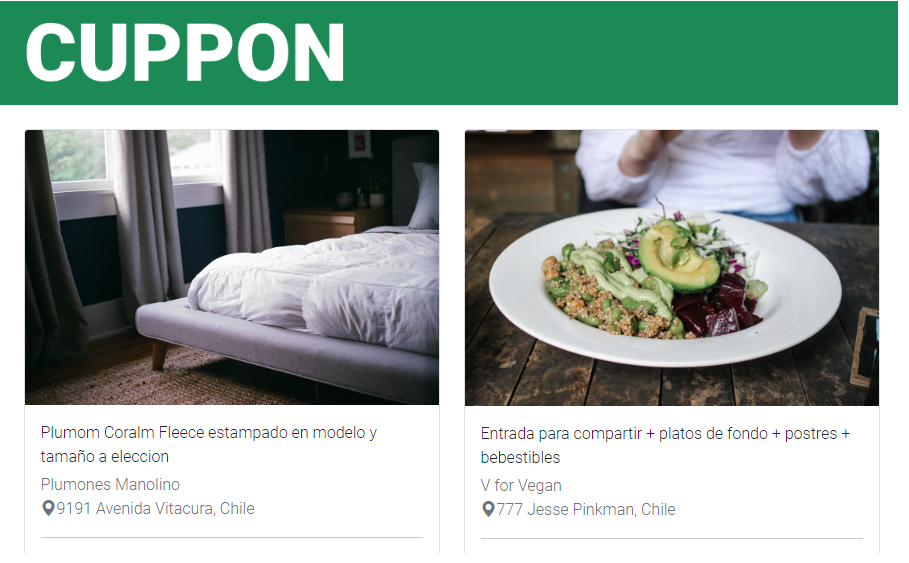 CUPPON
Plumom Coralm Fleece estampado en modelo y
tamaño a eleccion
Plumones Manolino
9191 Avenida Vitacura, Chile
Entrada para compartir + platos de fondo + postres +
bebestibles
V for Vegan
777 Jesse Pinkman, Chile